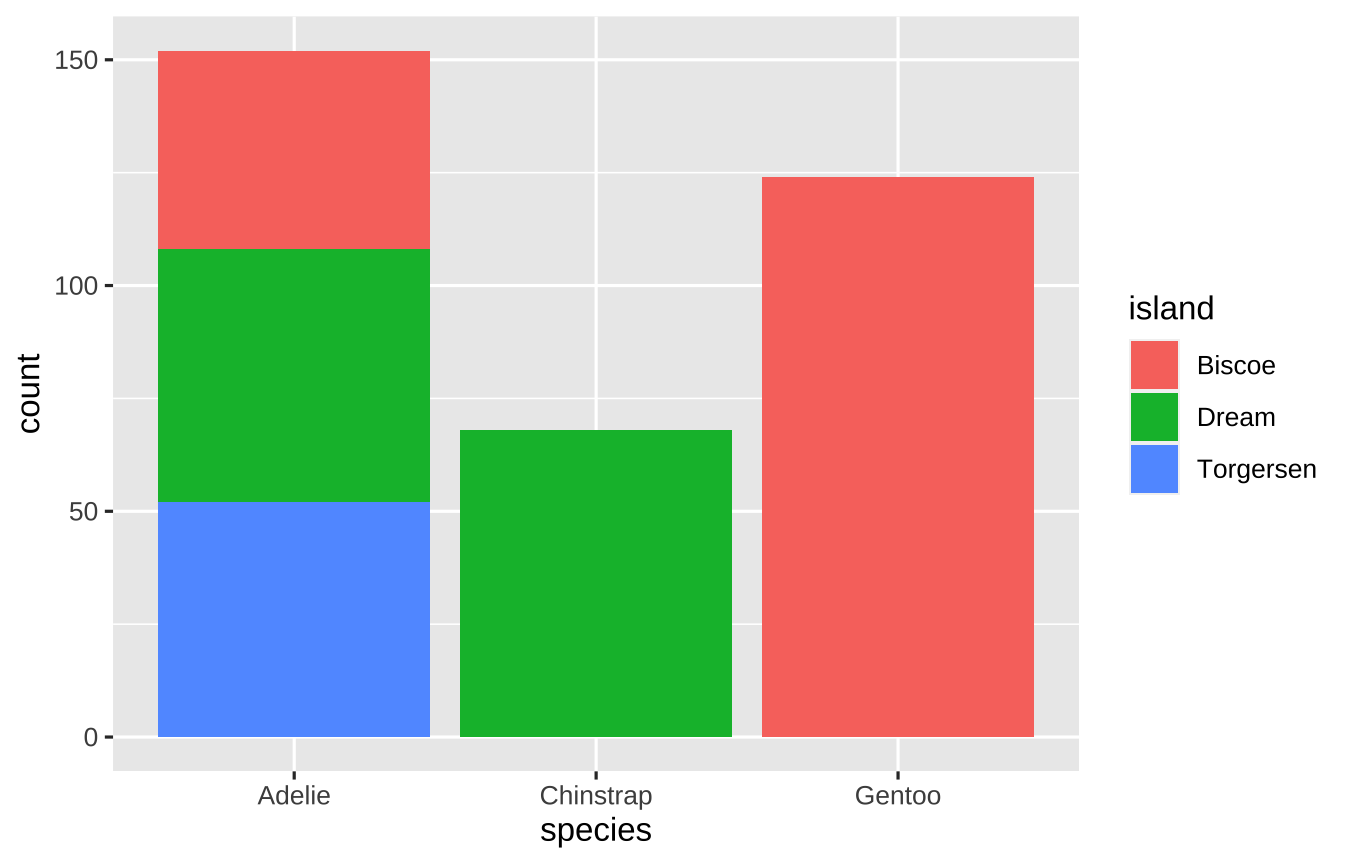 150
100
50
0
count
Adelie
Chinstrap
Gentoo
species
island
Biscoe
Dream
Torgersen